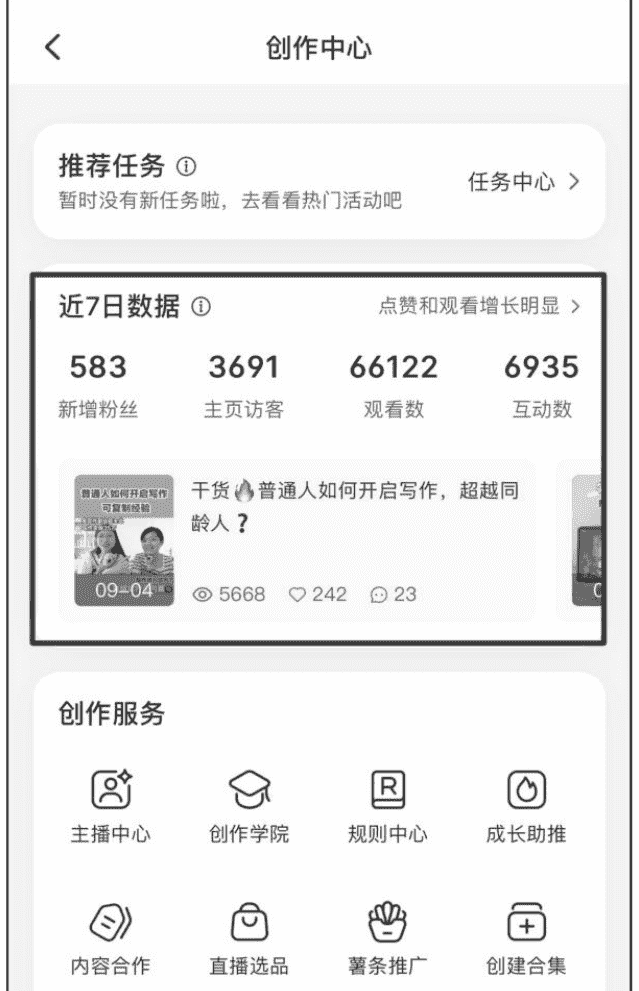 创作中心
推荐任务
暂时没有新任务啦，去看看热门活动吧
任务中心
近7日数据
点赞和观看增长明显
583 3691 66122 6935
新增粉丝 主页访客 观看数 互动数
普通人如何开启写作
可复制经验
09-04
干货🔥普通人如何开启写作，超越同
龄人？
5668 242 23
创作服务
主播中心 创作学院 规则中心 成长助推
内容合作 直播选品 薯条推广 创建合集